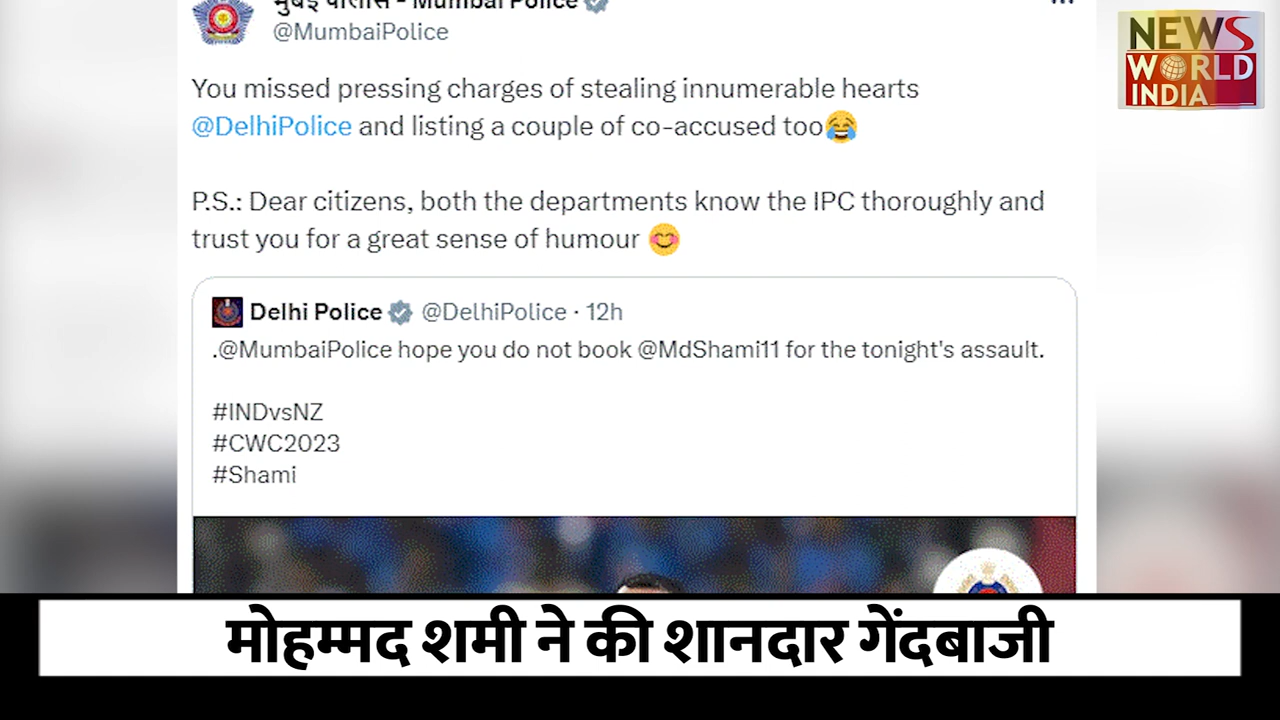 मुंबई पोलीस - Mumbai Police
@MumbaiPolice
NEWS
WORLD
INDIA
You missed pressing charges of stealing innumerable hearts
@DelhiPolice and listing a couple of co-accused too😂
P.S.: Dear citizens, both the departments know the IPC thoroughly and
trust you for a great sense of humour 😊
Delhi Police @DelhiPolice · 12h
.@MumbaiPolice hope you do not book @MdShami11 for the tonight's assault.
#INDvsNZ
#CWC2023
#Shami
मोहम्मद शमी ने की शानदार गेंदबाजी